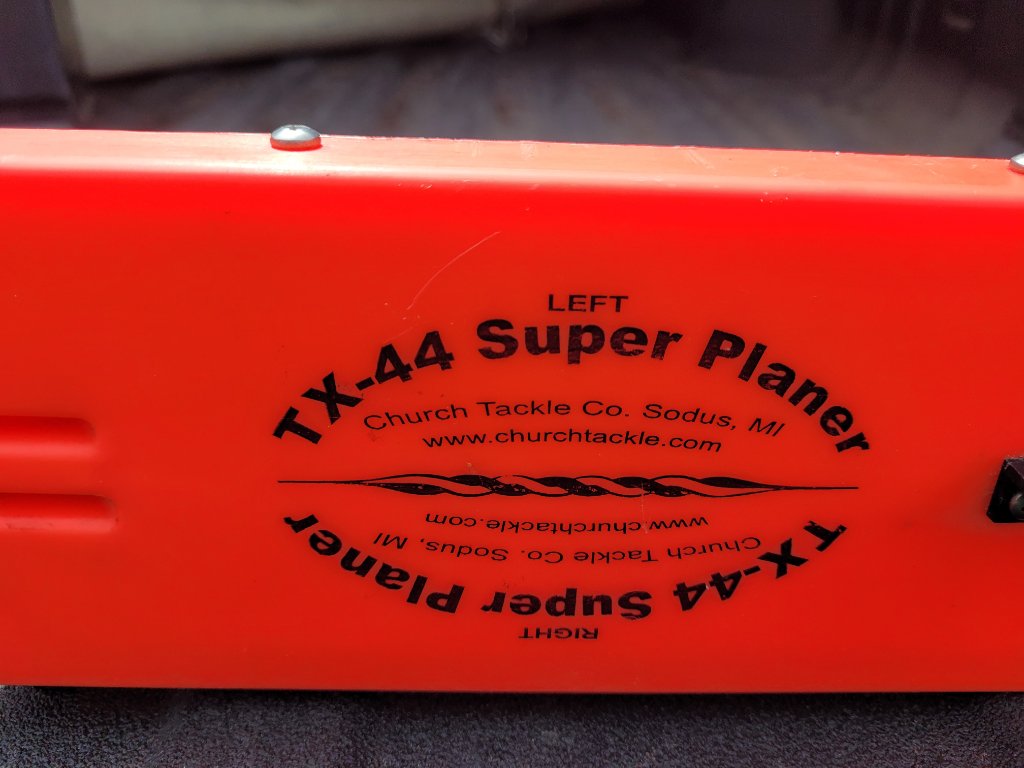 LEFT
TX-44 Super Planer
Church Tackle Co. Sodus, MI
www.churchtackle.com
www.churchtackle.com
Church Tackle Co. Sodus, MI
TX-44 Super Planer
RIGHT